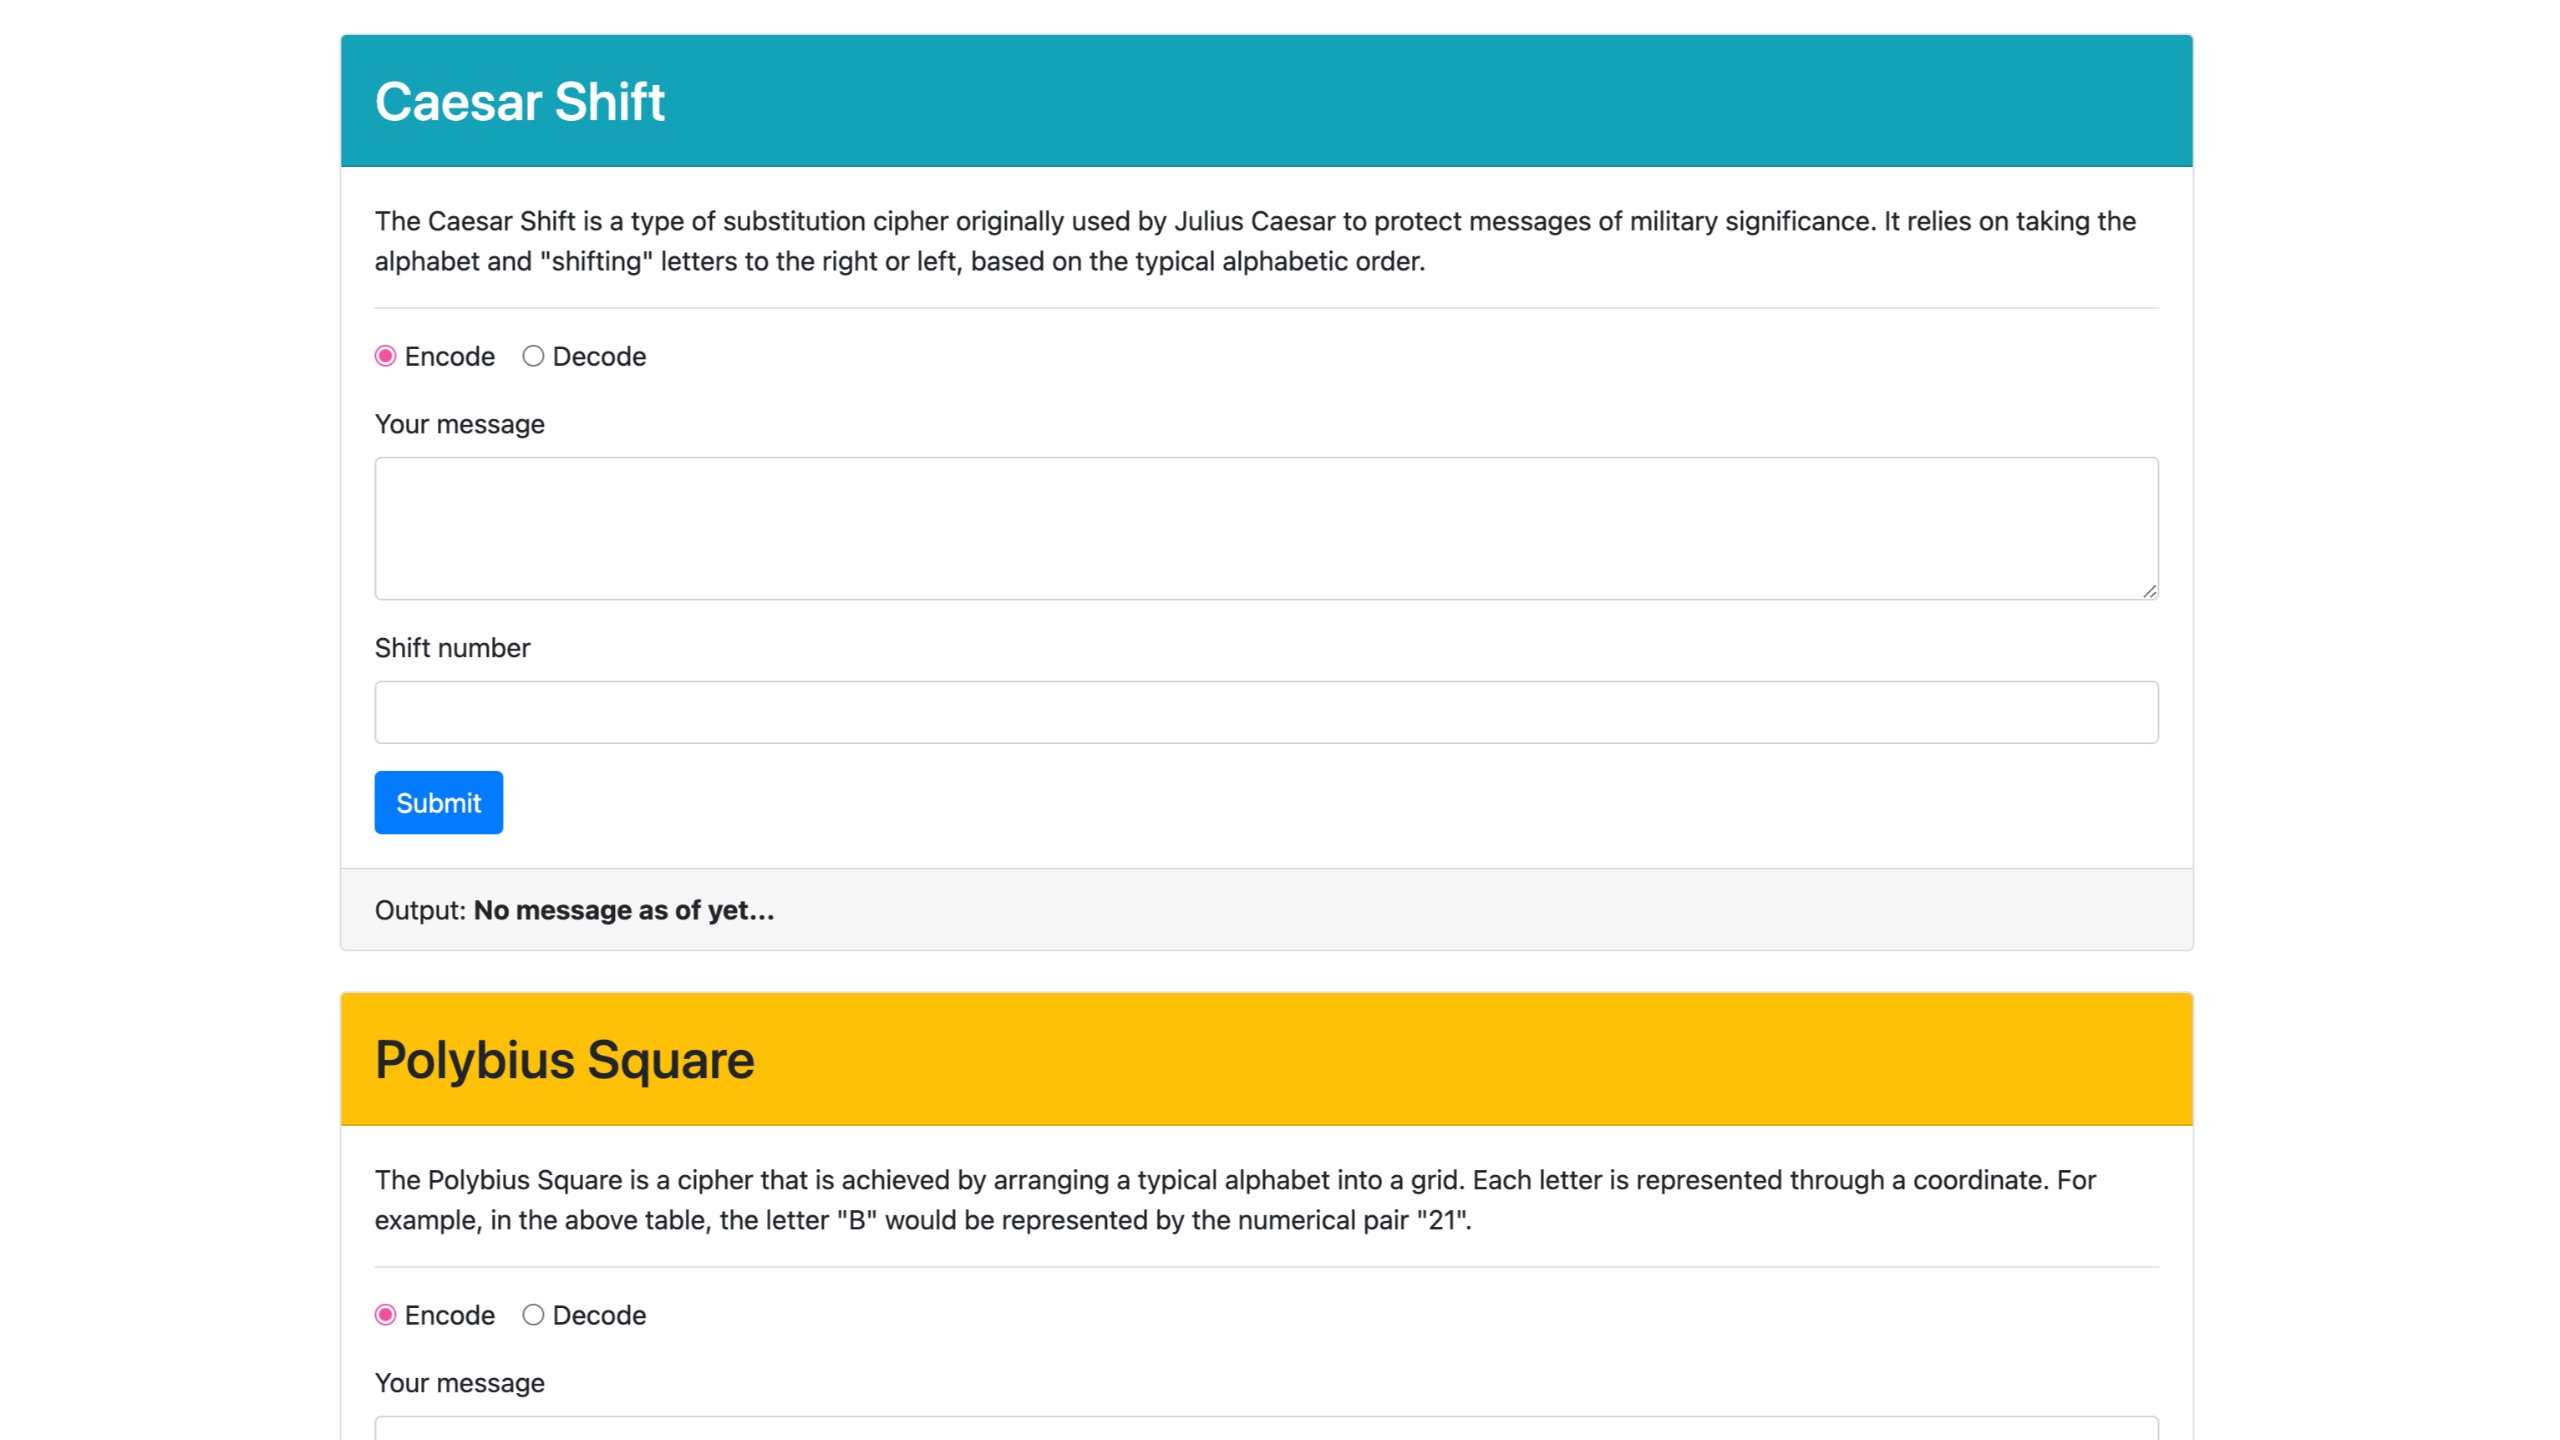 Caesar Shift
The Caesar Shift is a type of substitution cipher originally used by Julius Caesar to protect messages of military significance. It relies on taking the
alphabet and "shifting" letters to the right or left, based on the typical alphabetic order.
Encode Decode
Your message
Shift number
Submit
Output: No message as of yet...
Polybius Square
The Polybius Square is a cipher that is achieved by arranging a typical alphabet into a grid. Each letter is represented through a coordinate. For
example, in the above table, the letter "B" would be represented by the numerical pair "21".
Encode Decode
Your message